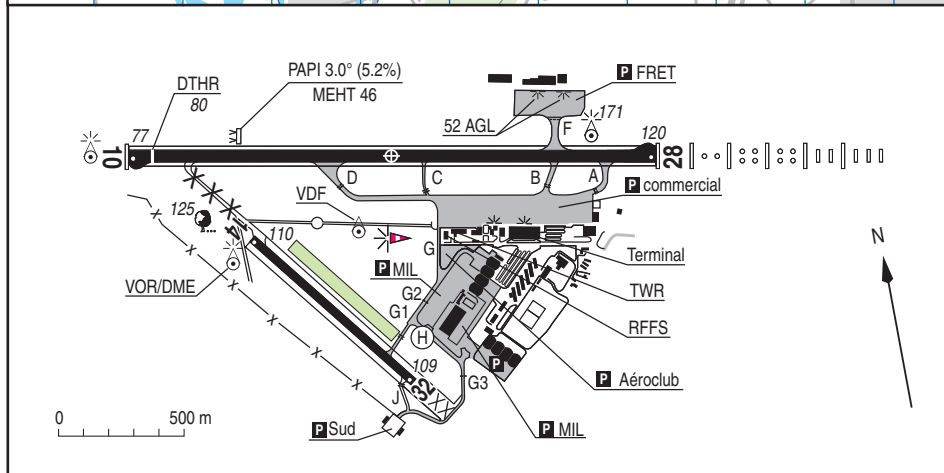 PAPI 3.0° (5.2%)
MEHT 46
DTHR
80
P FRET
52 AGL
171
77
120
F
10
28
D
C
B
A
P commercial
VDF
125
110
14
G
N
Terminal
P MIL
VOR/DME
TWR
G2
G1
RFFS
H
109
P
P Aéroclub
G3
32
J
0 500 m
P Sud
P MIL